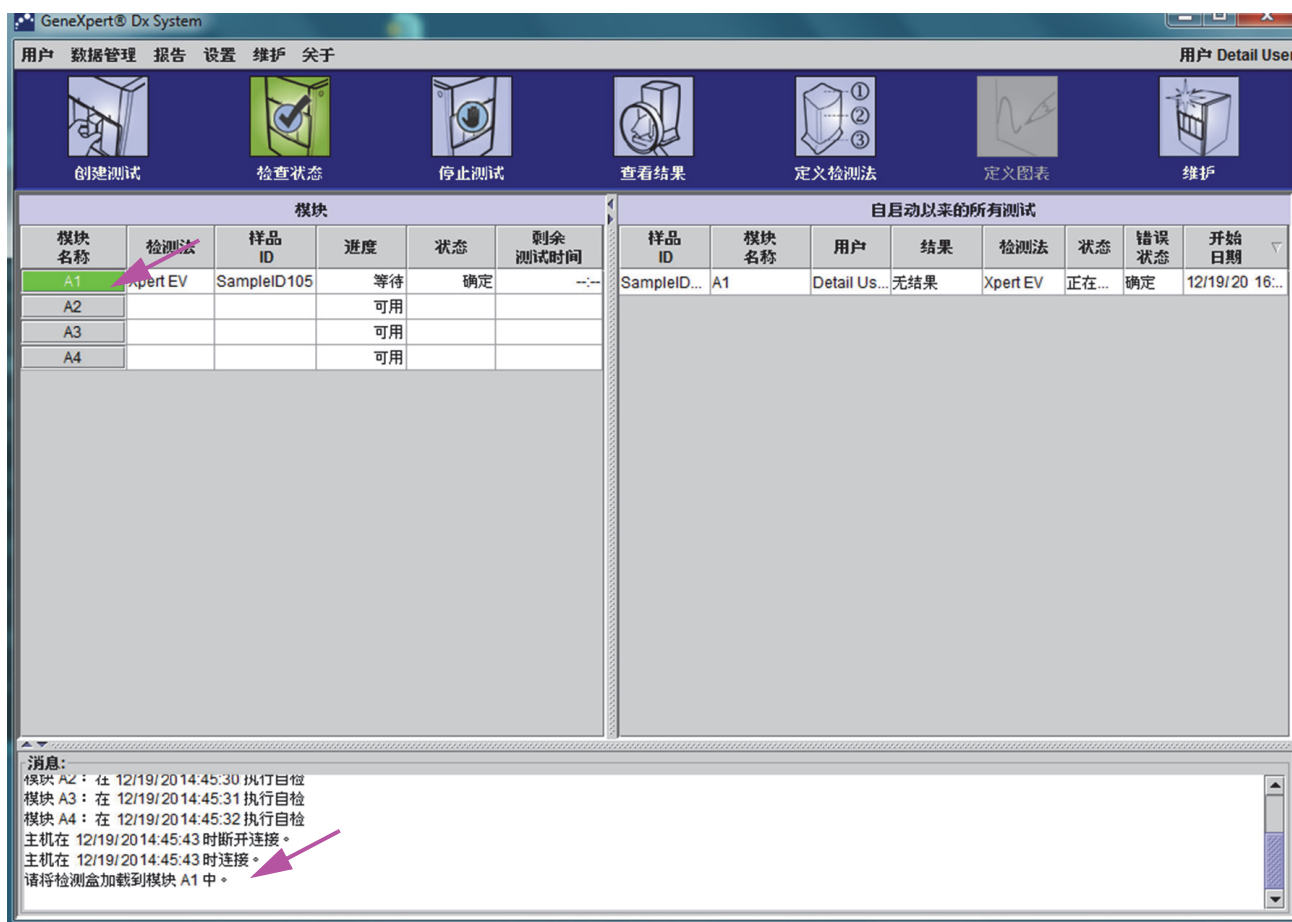 GeneXpert® Dx System
用户 数据管理 报告 设置 维护 关于
用户 Detail User
① ② ③
创建测试 检查状态 停止测试 查看结果 定义检测法 定义图表 维护
模块
自启动以来的所有测试
模块名称 检测法 样品ID 进度 状态 剩余测试时间
样品ID 模块名称 用户 结果 检测法 状态 错误状态 开始日期
A1 Xpert EV SampleID105 等待 确定 --:--
SampleID... A1 Detail Us... 无结果 Xpert EV 正在... 确定 12/19/20 16:..
A2 可用
A3 可用
A4 可用
消息:
模块 A2：在 12/19/2014:45:30 执行自检
模块 A3：在 12/19/2014:45:31 执行自检
模块 A4：在 12/19/2014:45:32 执行自检
主机在 12/19/2014:45:43 时断开连接。
主机在 12/19/2014:45:43 时连接。
请将检测盒加载到模块 A1 中。